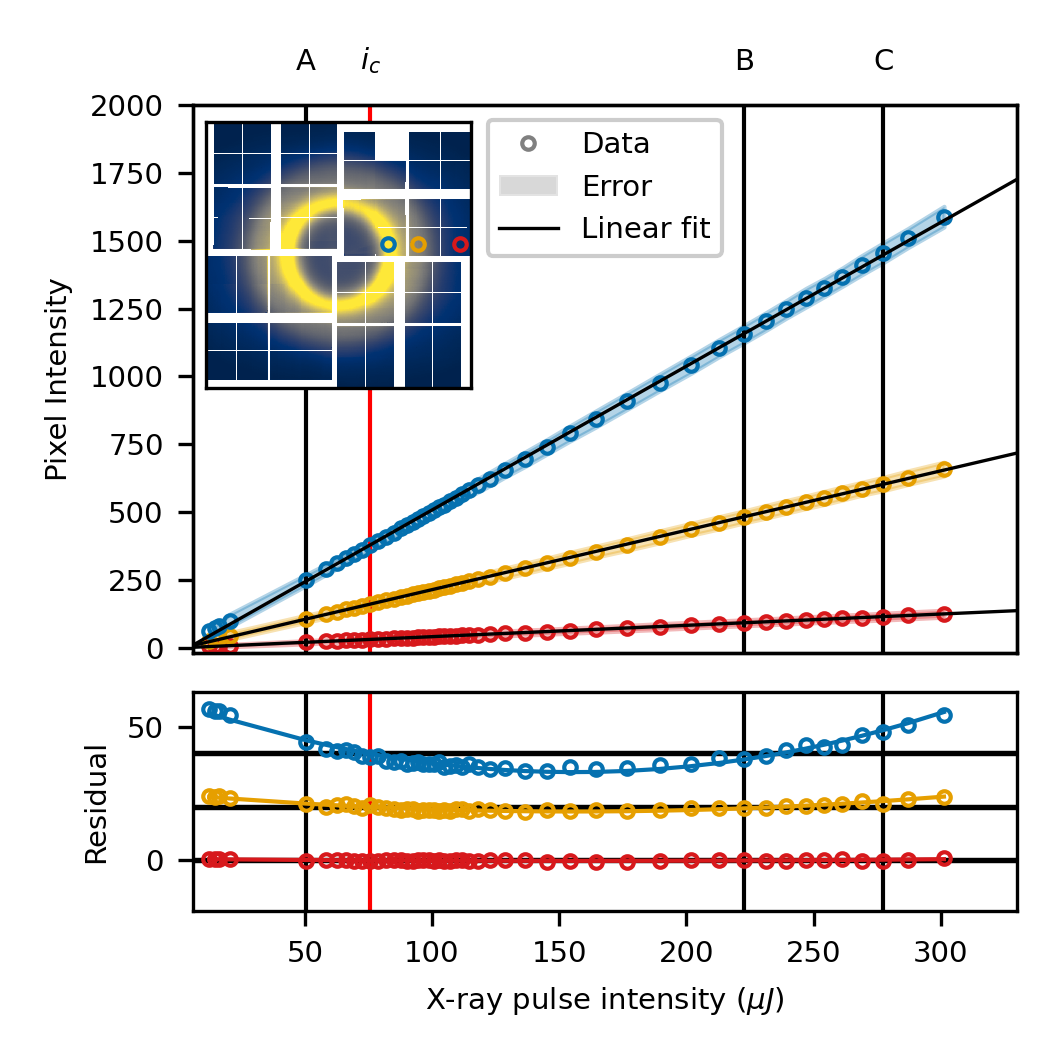 A i_c B C
2000
1750
1500
1250
1000
750
500
250
0
Pixel Intensity
Data
Error
Linear fit
50
0
Residual
50 100 150 200 250 300
X-ray pulse intensity (μJ)